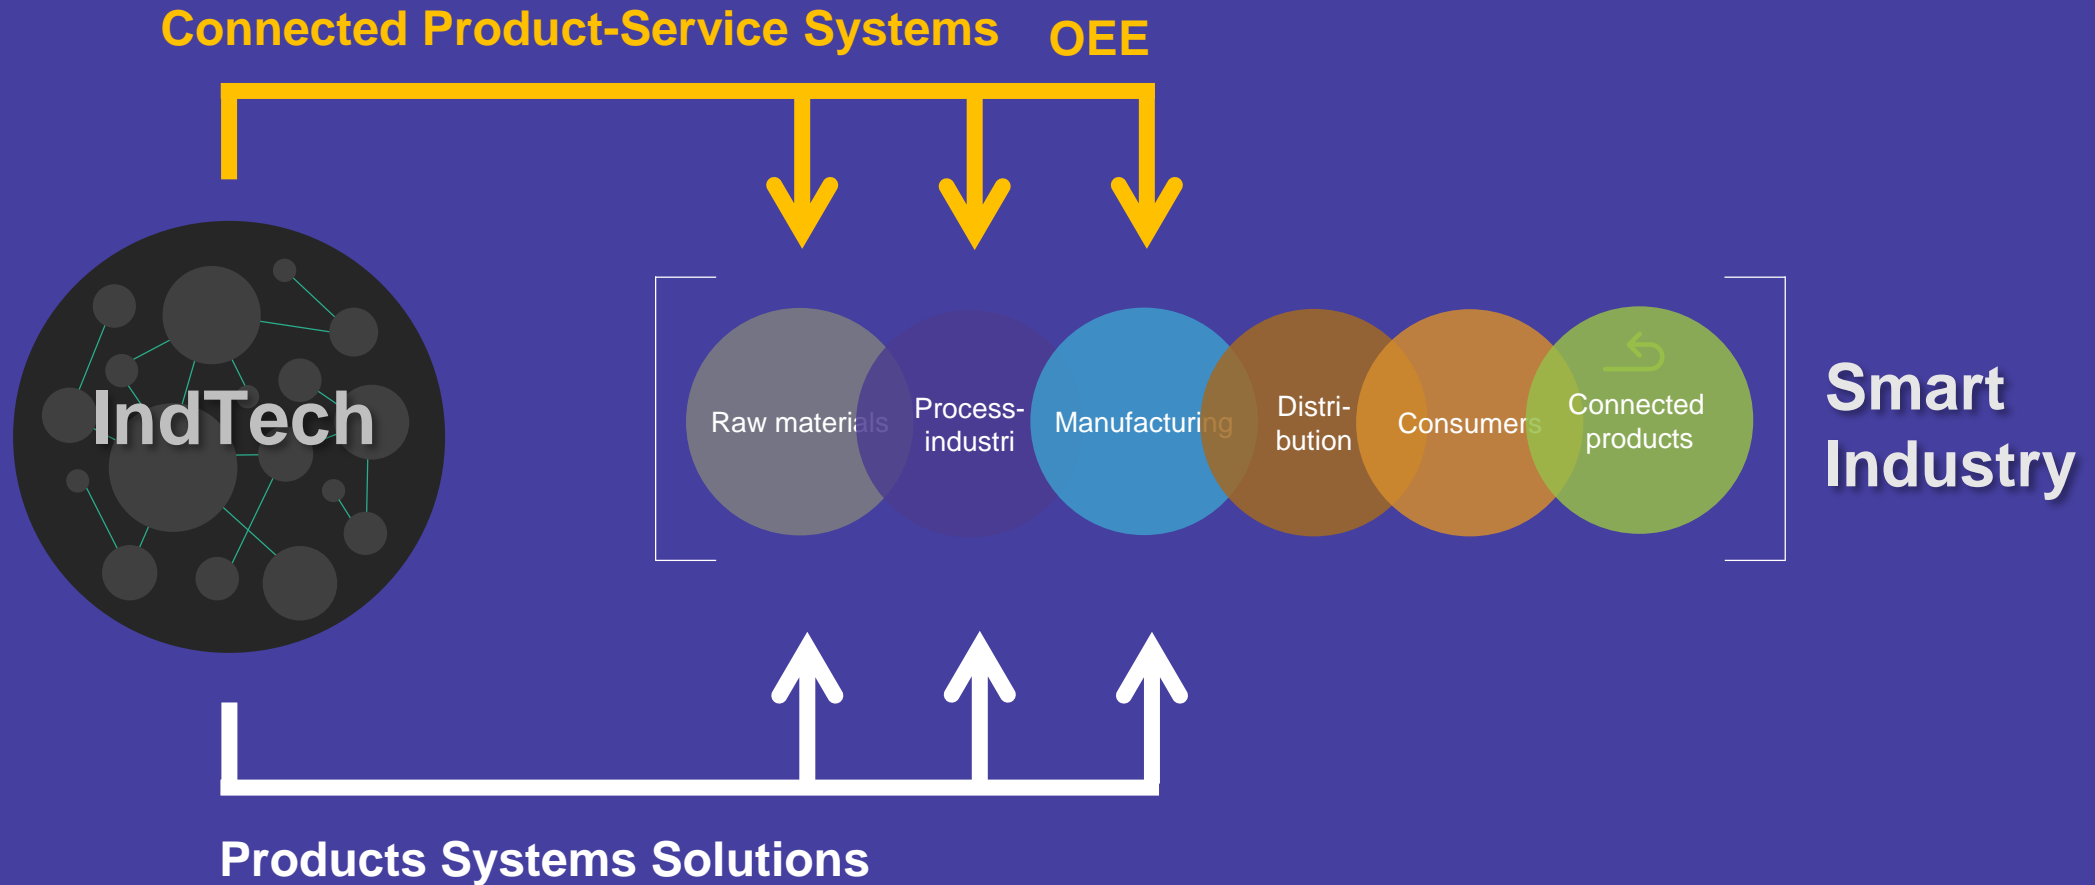 Connected Product-Service Systems
OEE
IndTech
Raw materials
Process-
industri
Manufacturing
Distri-
bution
Consumers
Connected
products
Smart
Industry
Products Systems Solutions